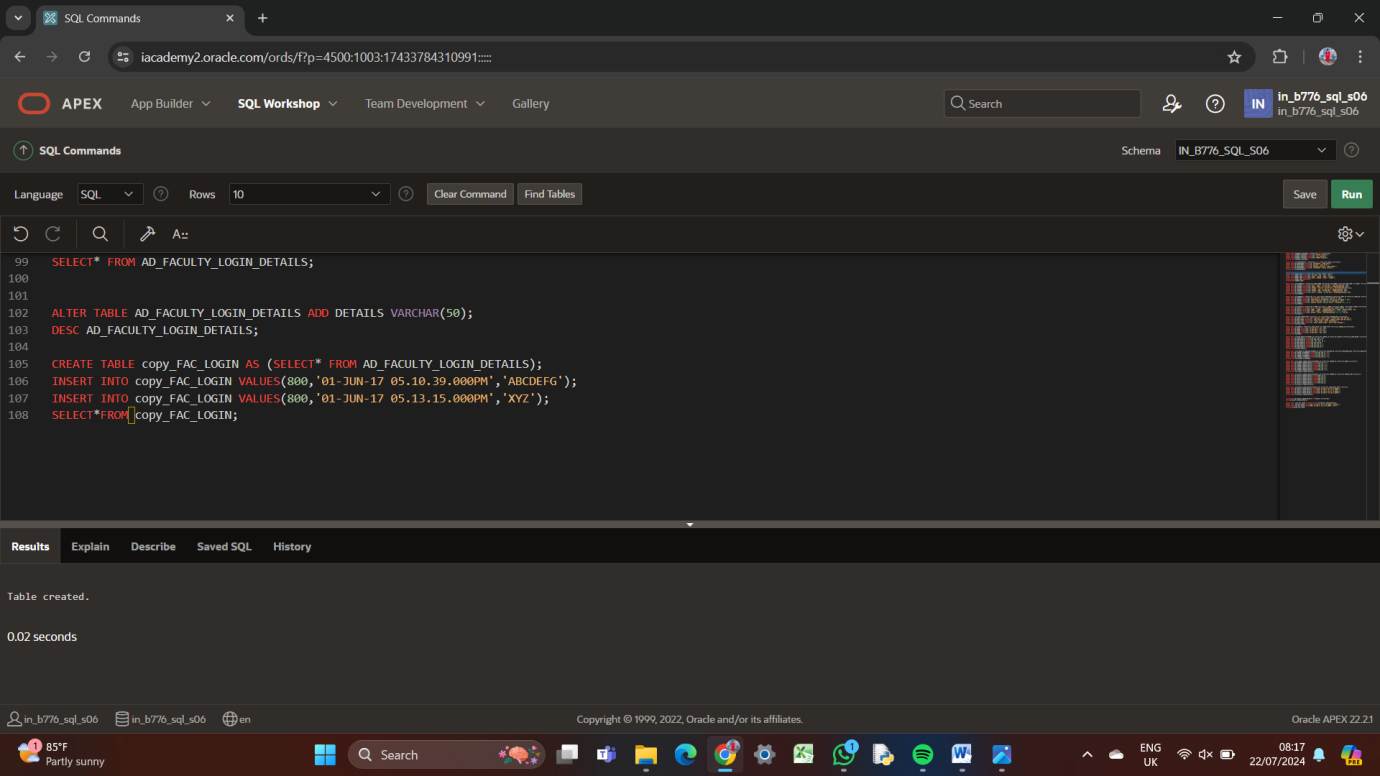 SQL Commands
iacademy2.oracle.com/ords/f?p=4500:1003:17433784310991:::::
APEX App Builder SQL Workshop Team Development Gallery Search IN in_b776_sql_s06
in_b776_sql_s06
SQL Commands Schema IN_B776_SQL_S06
Language SQL Rows 10 Clear Command Find Tables Save Run
A::
99 SELECT* FROM AD_FACULTY_LOGIN_DETAILS;
100
101
102 ALTER TABLE AD_FACULTY_LOGIN_DETAILS ADD DETAILS VARCHAR(50);
103 DESC AD_FACULTY_LOGIN_DETAILS;
104
105 CREATE TABLE copy_FAC_LOGIN AS (SELECT* FROM AD_FACULTY_LOGIN_DETAILS);
106 INSERT INTO copy_FAC_LOGIN VALUES(800,'01-JUN-17 05.10.39.000PM','ABCDEFG');
107 INSERT INTO copy_FAC_LOGIN VALUES(800,'01-JUN-17 05.13.15.000PM','XYZ');
108 SELECT*FROM copy_FAC_LOGIN;
Results Explain Describe Saved SQL History
Table created.
0.02 seconds
in_b776_sql_s06 in_b776_sql_s06 en Copyright © 1999, 2022, Oracle and/or its affiliates. Oracle APEX 22.2.1
1 85°F
Partly sunny
Search
1
ENG
UK
08:17
22/07/2024
PRE